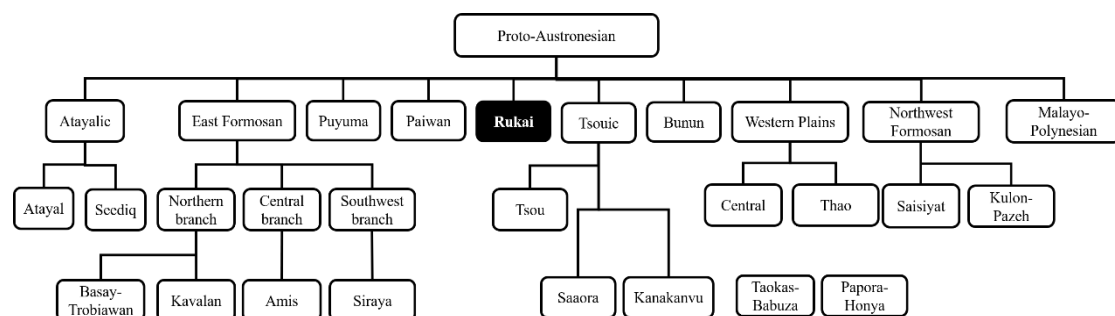 Proto-Austronesian
Atayalic
East Formosan
Puyuma
Paiwan
Rukai
Tsouic
Bunun
Western Plains
Northwest
Formosan
Malayo-
Polynesian
Atayal
Seediq
Northern
branch
Central
branch
Southwest
branch
Tsou
Central
Thao
Saisiyat
Kulon-
Pazeh
Basay-
Trobiawan
Kavalan
Amis
Siraya
Saaora
Kanakanvu
Taokas-
Babuza
Papora-
Honya